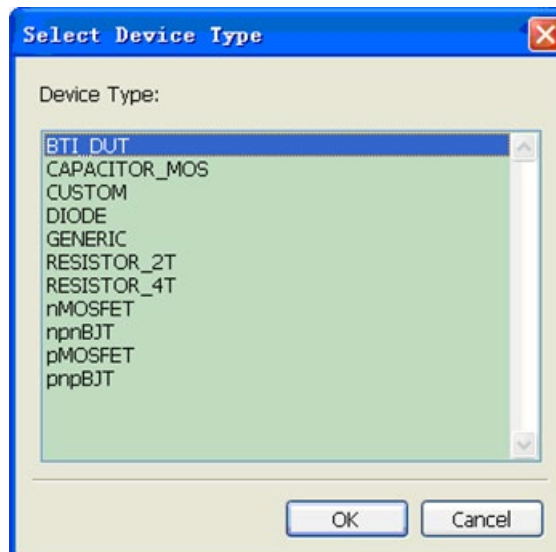 Select Device Type
Device Type:
BTI_DUT
CAPACITOR_MOS
CUSTOM
DIODE
GENERIC
RESISTOR_2T
RESISTOR_4T
nMOSFET
npnBJT
pMOSFET
pnpBJT
OK
Cancel